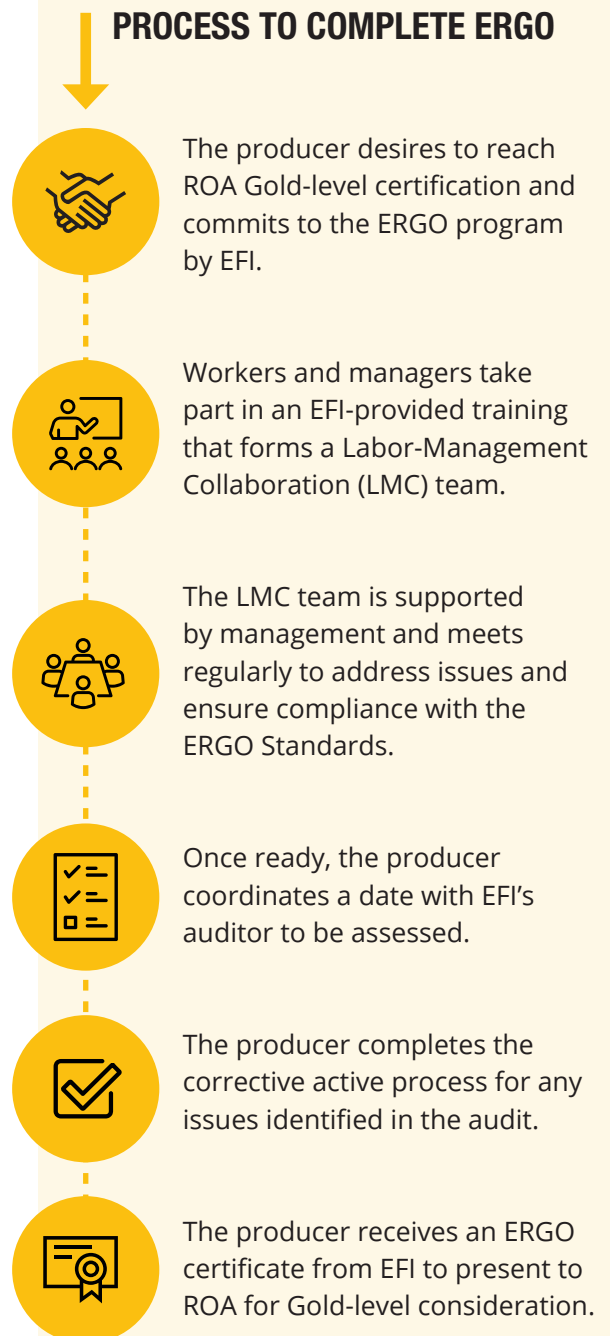 PROCESS TO COMPLETE ERGO
The producer desires to reach
ROA Gold-level certification and
commits to the ERGO program
by EFI.
Workers and managers take
part in an EFI-provided training
that forms a Labor-Management
Collaboration (LMC) team.
The LMC team is supported
by management and meets
regularly to address issues and
ensure compliance with the
ERGO Standards.
Once ready, the producer
coordinates a date with EFI’s
auditor to be assessed.
The producer completes the
corrective active process for any
issues identified in the audit.
The producer receives an ERGO
certificate from EFI to present to
ROA for Gold-level consideration.